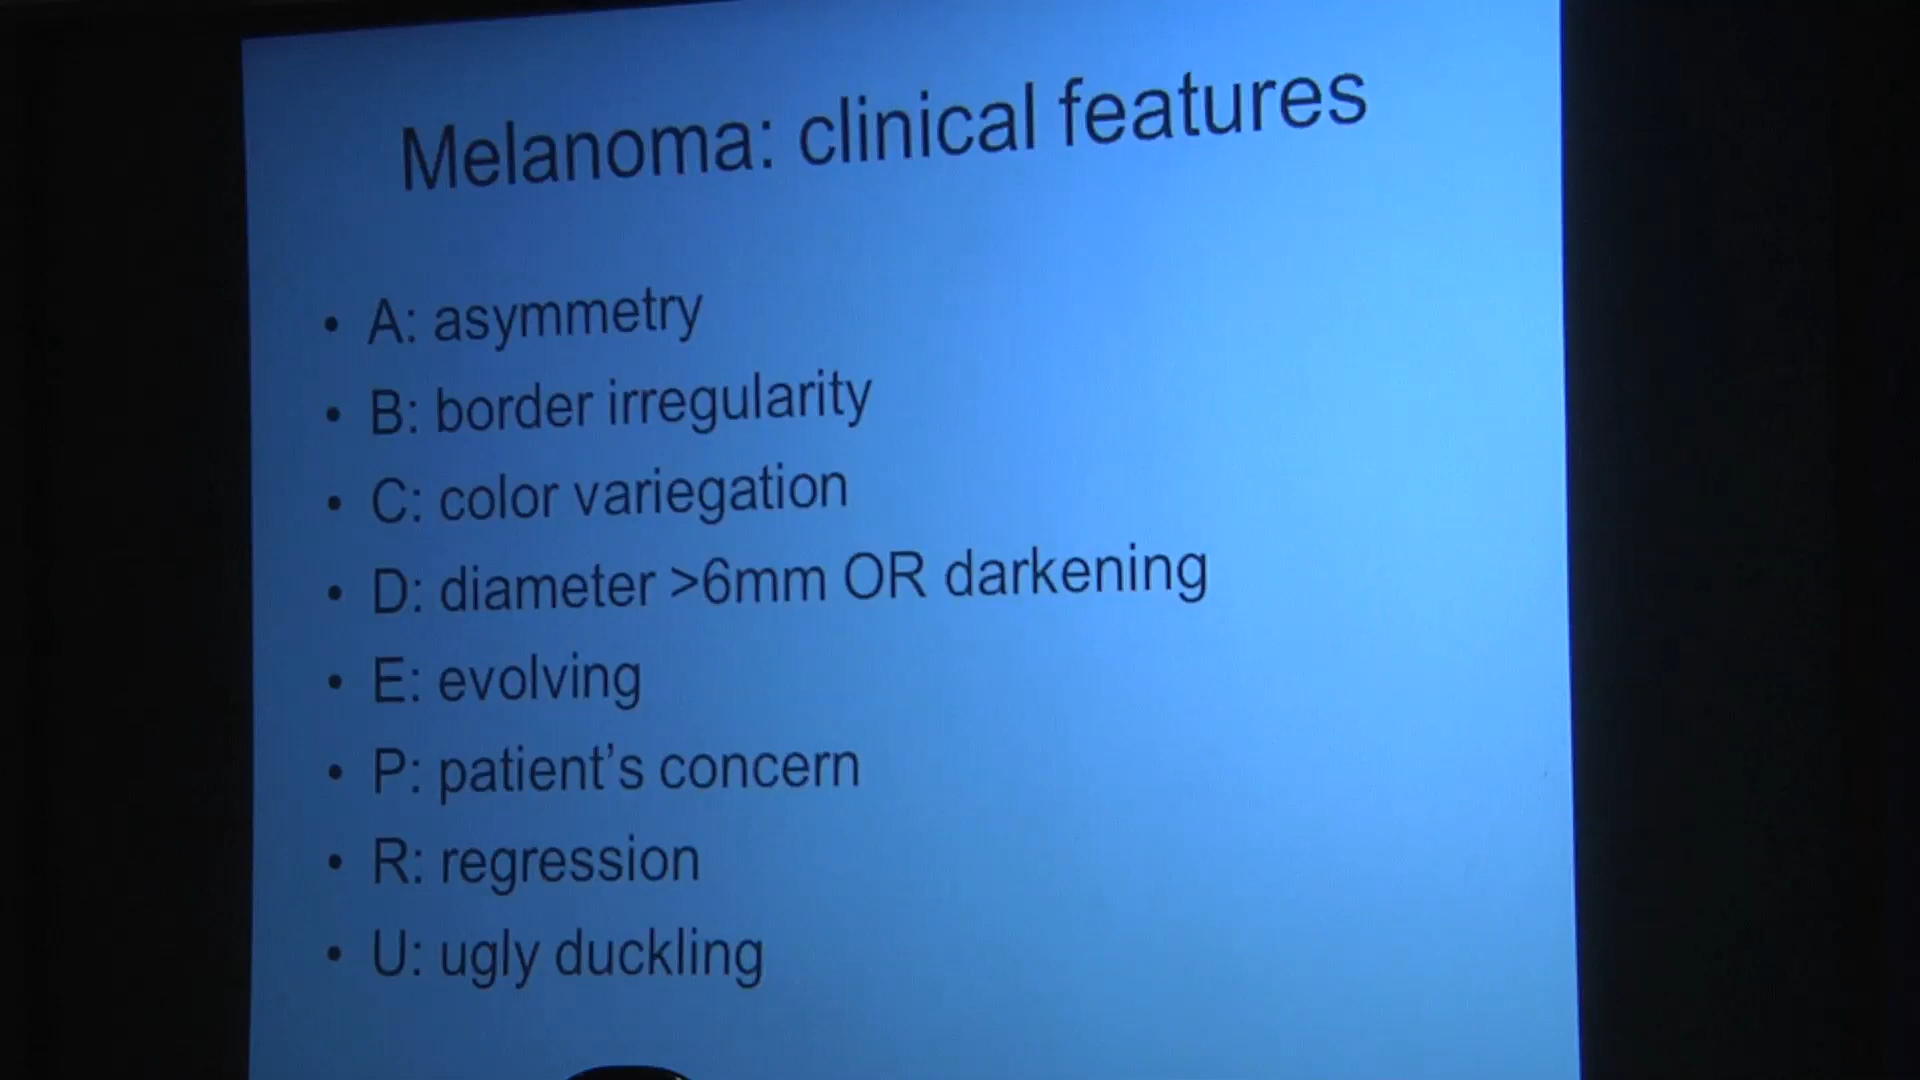 Melanoma: clinical features
• A: asymmetry
• B: border irregularity
• C: color variegation
• D: diameter >6mm OR darkening
• E: evolving
• P: patient's concern
• R: regression
• U: ugly duckling